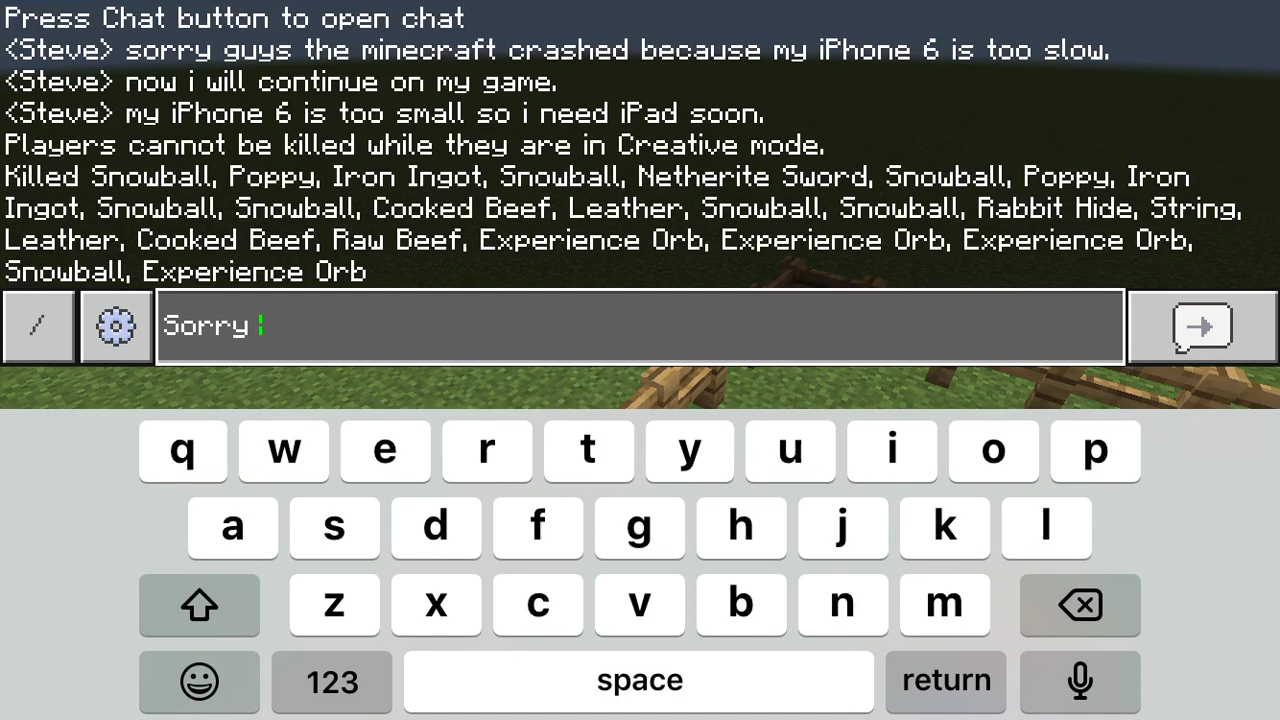 Press Chat button to open chat
<Steve> sorry guys the minecraft crashed because my iPhone 6 is too slow.
<Steve> now i will continue on my game.
<Steve> my iPhone 6 is too small so i need iPad soon.
Players cannot be killed while they are in Creative mode.
Killed Snowball, Poppy, Iron Ingot, Snowball, Netherite Sword, Snowball, Poppy, Iron
Ingot, Snowball, Snowball, Cooked Beef, Leather, Snowball, Snowball, Rabbit Hide, String,
Leather, Cooked Beef, Raw Beef, Experience Orb, Experience Orb, Experience Orb,
Snowball, Experience Orb
/ Sorry
q w e r t y u i o p
a s d f g h j k l
z x c v b n m
123 space return